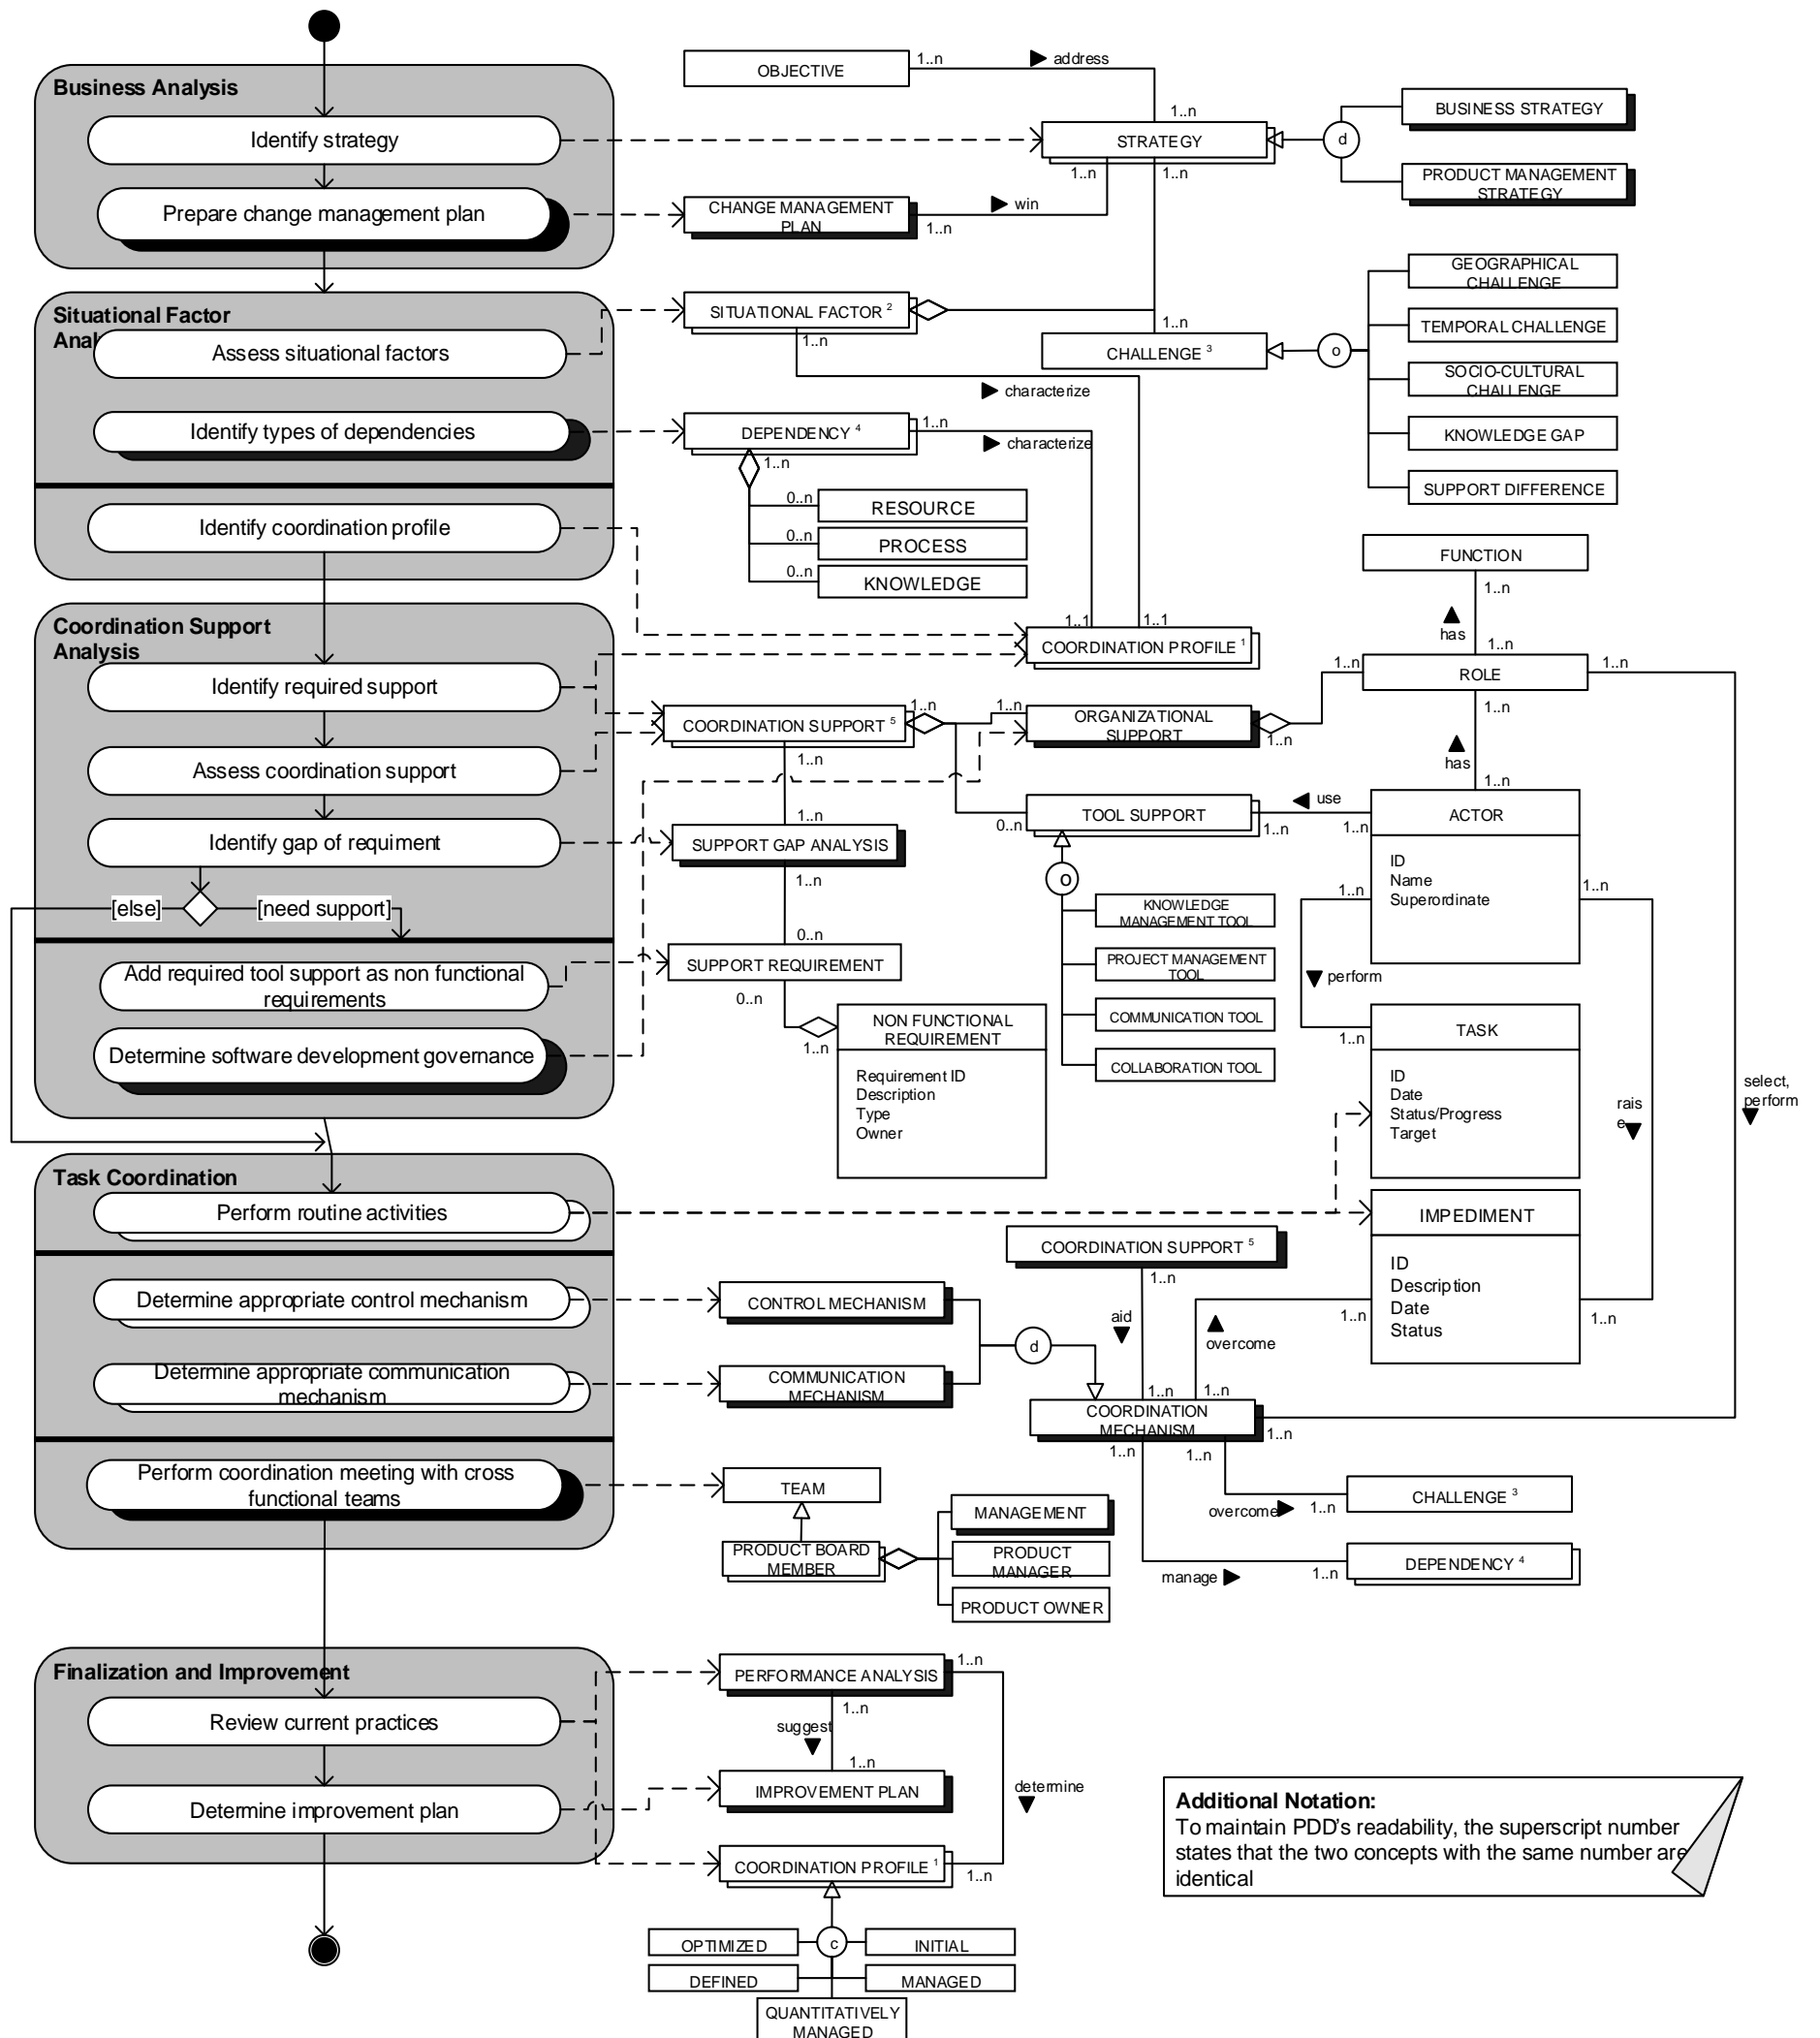 Business Analysis
Identify strategy
Prepare change management plan
Situational Factor
Anal
Assess situational factors
Identify types of dependencies
Identify coordination profile
Coordination Support
Analysis
Identify required support
Assess coordination support
Identify gap of requiment
[else]
[need support]
Add required tool support as non functional
requirements
Determine software development governance
Task Coordination
Perform routine activities
Determine appropriate control mechanism
Determine appropriate communication
mechanism
Perform coordination meeting with cross
functional teams
Finalization and Improvement
Review current practices
Determine improvement plan
OBJECTIVE
1..n
address
1..n
STRATEGY
1..n
1..n
d
BUSINESS STRATEGY
PRODUCT MANAGEMENT
STRATEGY
CHANGE MANAGEMENT
PLAN
1..n
win
SITUATIONAL FACTOR 2
1..n
1..n
CHALLENGE 3
o
GEOGRAPHICAL
CHALLENGE
TEMPORAL CHALLENGE
SOCIO-CULTURAL
CHALLENGE
KNOWLEDGE GAP
SUPPORT DIFFERENCE
characterize
DEPENDENCY 4
1..n
characterize
1..n
0..n
RESOURCE
0..n
PROCESS
0..n
KNOWLEDGE
1..1
1..1
COORDINATION PROFILE 1
FUNCTION
1..n
has
1..n
1..n
ROLE
1..n
1..n
has
1..n
COORDINATION SUPPORT 5
1..n
1..n
ORGANIZATIONAL
SUPPORT
1..n
1..n
TOOL SUPPORT
0..n
1..n
use
1..n
ACTOR
ID
Name
Superordinate
1..n
1..n
1..n
SUPPORT GAP ANALYSIS
1..n
0..n
SUPPORT REQUIREMENT
0..n
1..n
NON FUNCTIONAL
REQUIREMENT
Requirement ID
Description
Type
Owner
o
KNOWLEDGE
MANAGEMENT TOOL
PROJECT MANAGEMENT
TOOL
COMMUNICATION TOOL
COLLABORATION TOOL
perform
1..n
TASK
ID
Date
Status/Progress
Target
rais
e
select,
perform
IMPEDIMENT
ID
Description
Date
Status
1..n
1..n
COORDINATION SUPPORT 5
1..n
aid
overcome
CONTROL MECHANISM
d
COMMUNICATION
MECHANISM
1..n
1..n
COORDINATION
MECHANISM
1..n
1..n
1..n
overcome
1..n
CHALLENGE 3
manage
1..n
DEPENDENCY 4
TEAM
PRODUCT BOARD
MEMBER
MANAGEMENT
PRODUCT
MANAGER
PRODUCT OWNER
PERFORMANCE ANALYSIS
1..n
1..n
suggest
1..n
IMPROVEMENT PLAN
determine
COORDINATION PROFILE 1
1..n
c
OPTIMIZED
INITIAL
DEFINED
MANAGED
QUANTITATIVELY
MANAGED
Additional Notation:
To maintain PDD's readability, the superscript number
states that the two concepts with the same number are
identical